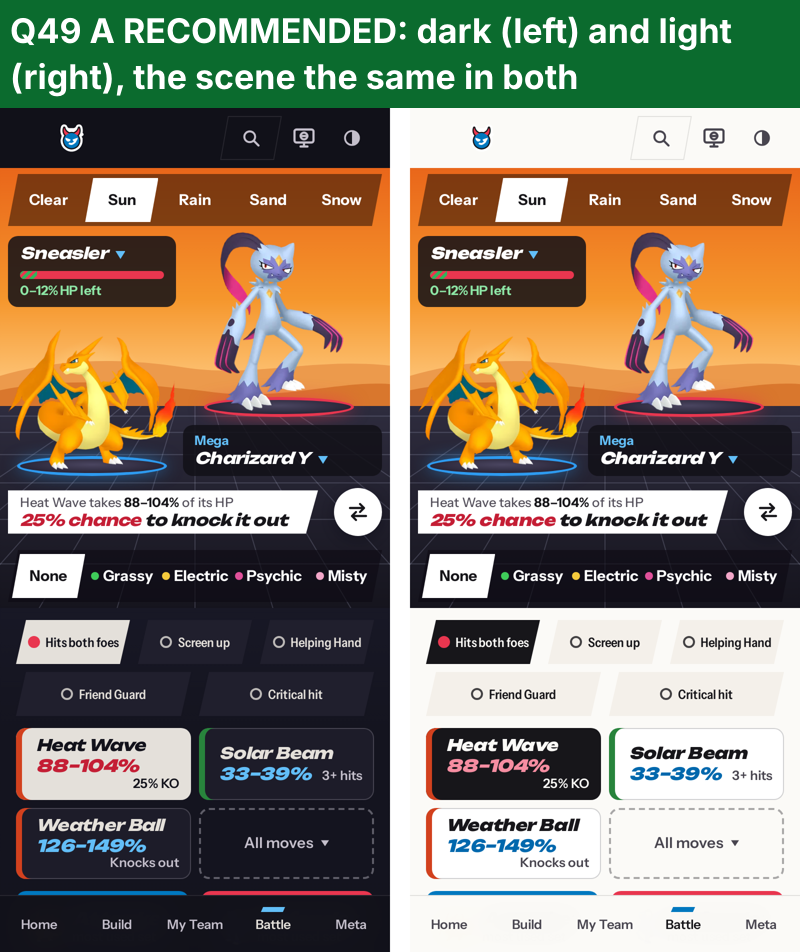 Q49 A RECOMMENDED: dark (left) and light
(right), the scene the same in both
Clear Sun Rain Sand Snow
Sneasler
0–12% HP left
Mega
Charizard Y
Heat Wave takes 88–104% of its HP
25% chance to knock it out
None Grassy Electric Psychic Misty
Hits both foes Screen up Helping Hand
Friend Guard Critical hit
Heat Wave
88–104%
25% KO
Solar Beam
33–39% 3+ hits
Weather Ball
126–149%
Knocks out
All moves
Home Build My Team Battle Meta
Clear Sun Rain Sand Snow
Sneasler
0–12% HP left
Mega
Charizard Y
Heat Wave takes 88–104% of its HP
25% chance to knock it out
None Grassy Electric Psychic Misty
Hits both foes Screen up Helping Hand
Friend Guard Critical hit
Heat Wave
88–104%
25% KO
Solar Beam
33–39% 3+ hits
Weather Ball
126–149%
Knocks out
All moves
Home Build My Team Battle Meta